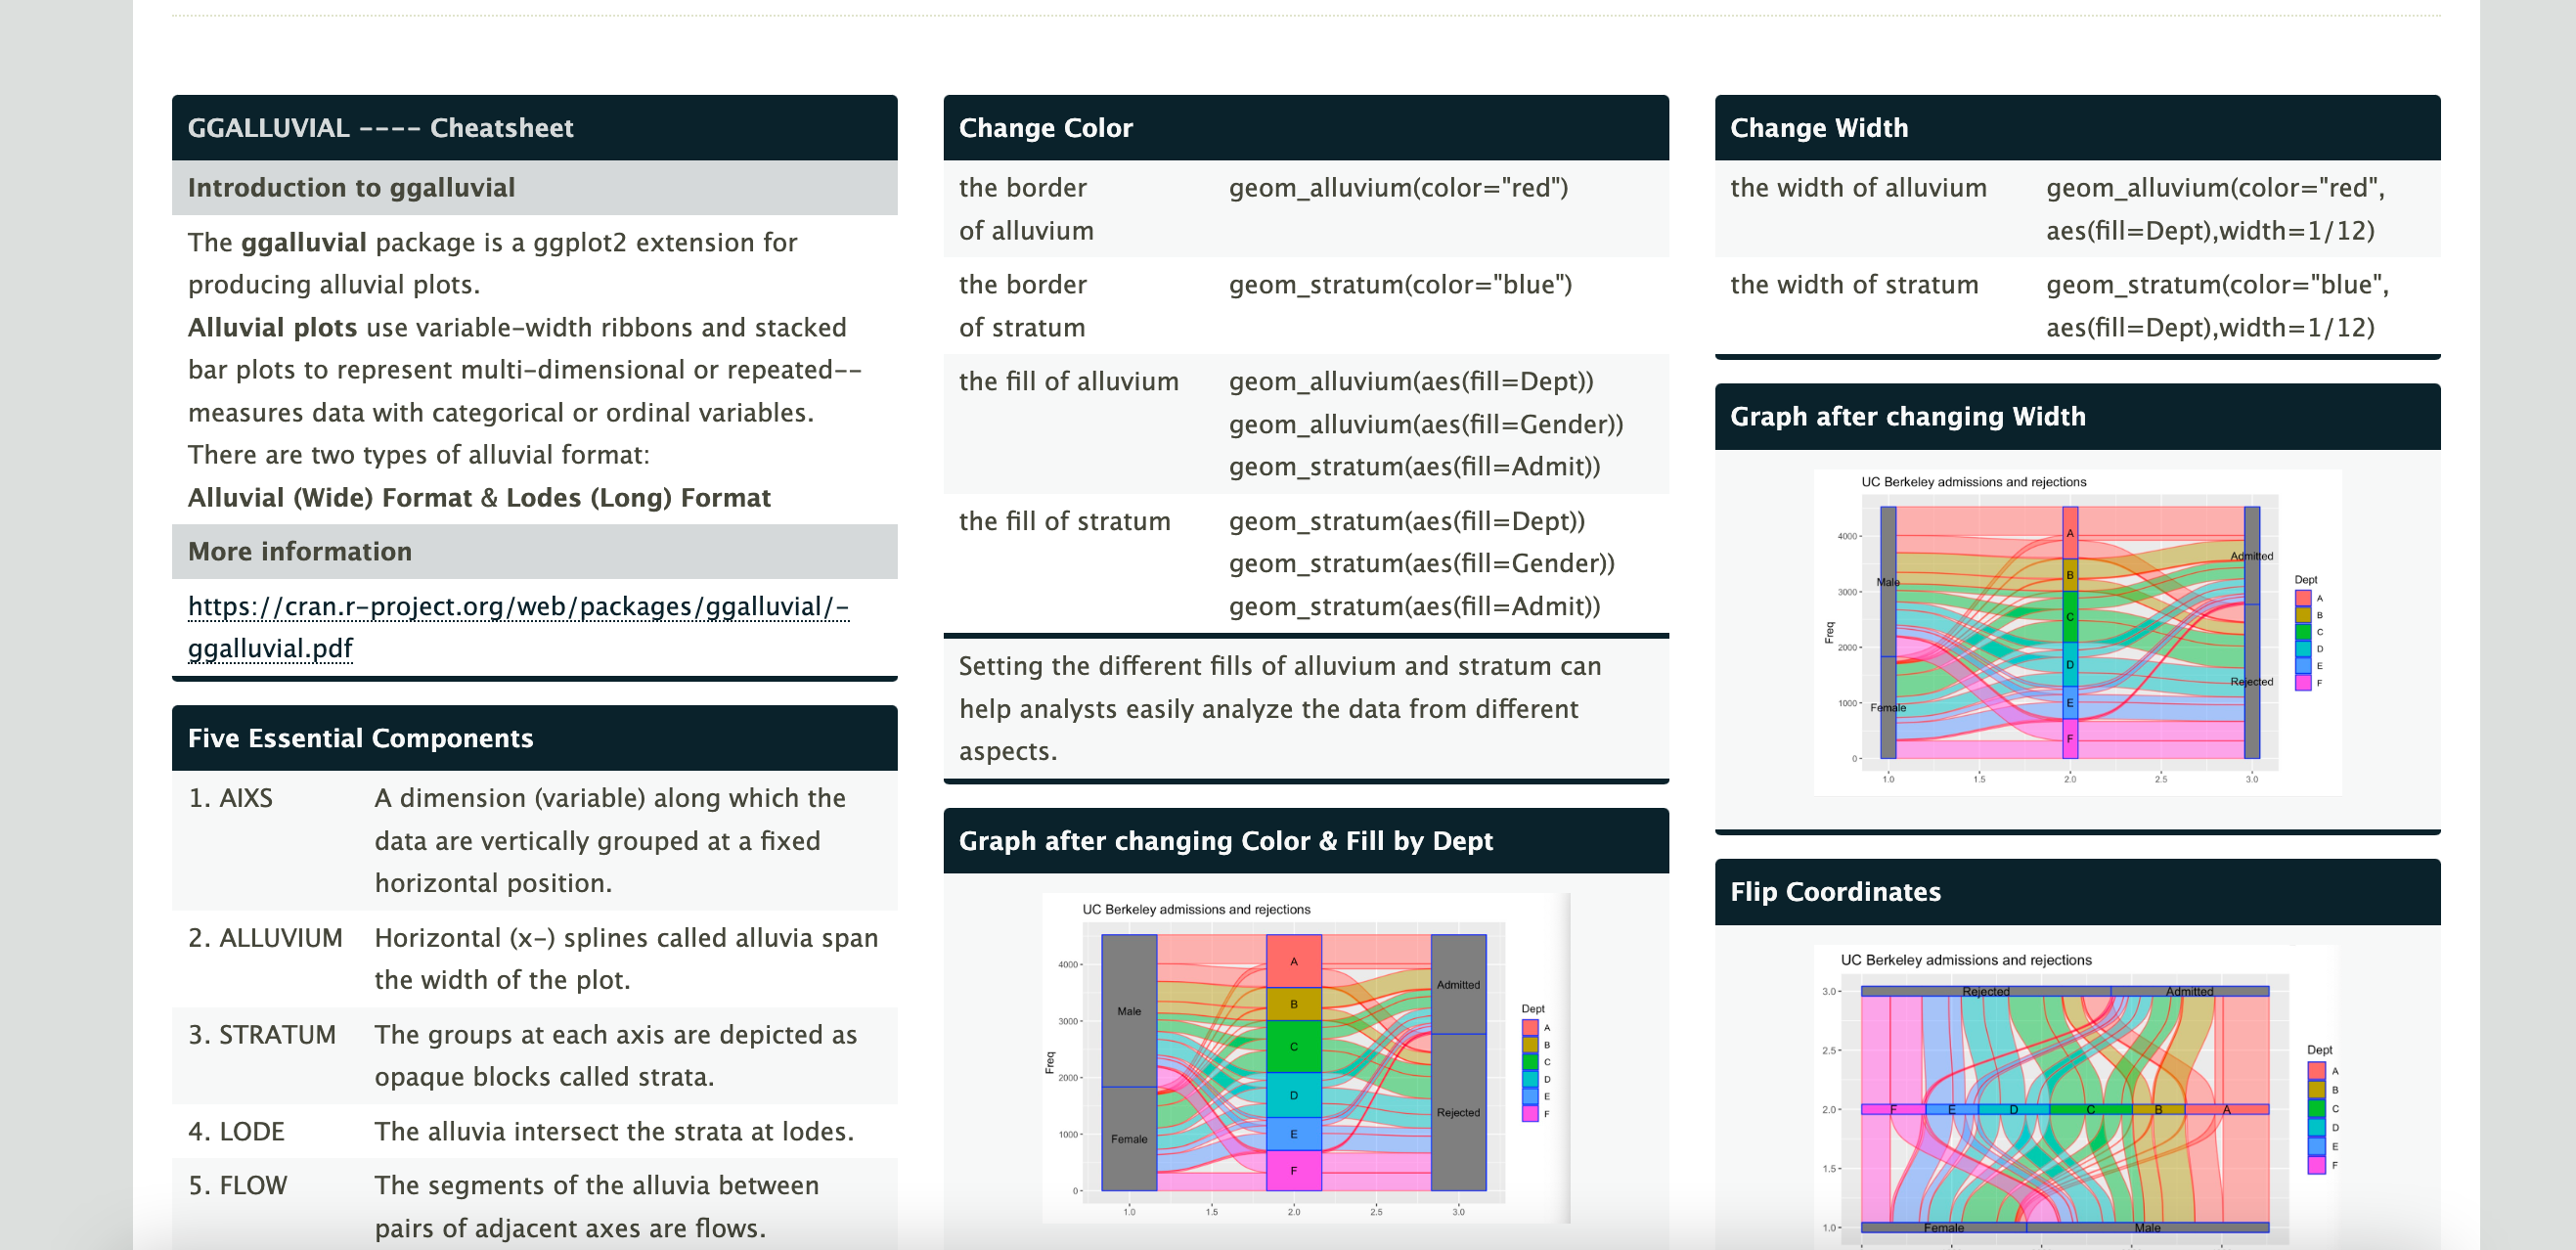 GGALLUVIAL ---- Cheatsheet
Introduction to ggalluvial
The ggalluvial package is a ggplot2 extension for
producing alluvial plots.
Alluvial plots use variable-width ribbons and stacked
bar plots to represent multi-dimensional or repeated--
measures data with categorical or ordinal variables.
There are two types of alluvial format:
Alluvial (Wide) Format & Lodes (Long) Format
More information
https://cran.r-project.org/web/packages/ggalluvial/-
ggalluvial.pdf
Five Essential Components
1. AIXS A dimension (variable) along which the
data are vertically grouped at a fixed
horizontal position.
2. ALLUVIUM Horizontal (x-) splines called alluvia span
the width of the plot.
3. STRATUM The groups at each axis are depicted as
opaque blocks called strata.
4. LODE The alluvia intersect the strata at lodes.
5. FLOW The segments of the alluvia between
pairs of adjacent axes are flows.
Change Color
the border geom_alluvium(color="red")
of alluvium
the border geom_stratum(color="blue")
of stratum
the fill of alluvium geom_alluvium(aes(fill=Dept))
geom_alluvium(aes(fill=Gender))
geom_stratum(aes(fill=Admit))
the fill of stratum geom_stratum(aes(fill=Dept))
geom_stratum(aes(fill=Gender))
geom_stratum(aes(fill=Admit))
Setting the different fills of alluvium and stratum can
help analysts easily analyze the data from different
aspects.
Graph after changing Color & Fill by Dept
UC Berkeley admissions and rejections
4000
3000
2000
1000
0
Freq
Male
Female
A
B
C
D
E
F
Admitted
Rejected
1.0 1.5 2.0 2.5 3.0
Dept
A
B
C
D
E
F
Change Width
the width of alluvium geom_alluvium(color="red",
aes(fill=Dept),width=1/12)
the width of stratum geom_stratum(color="blue",
aes(fill=Dept),width=1/12)
Graph after changing Width
UC Berkeley admissions and rejections
4000
3000
2000
1000
0
Freq
Male
Female
A
B
C
D
E
F
Admitted
Rejected
1.0 1.5 2.0 2.5 3.0
Dept
A
B
C
D
E
F
Flip Coordinates
UC Berkeley admissions and rejections
3.0
2.5
2.0
1.5
1.0
Rejected Admitted
F E D C B A
Female Male
Dept
A
B
C
D
E
F